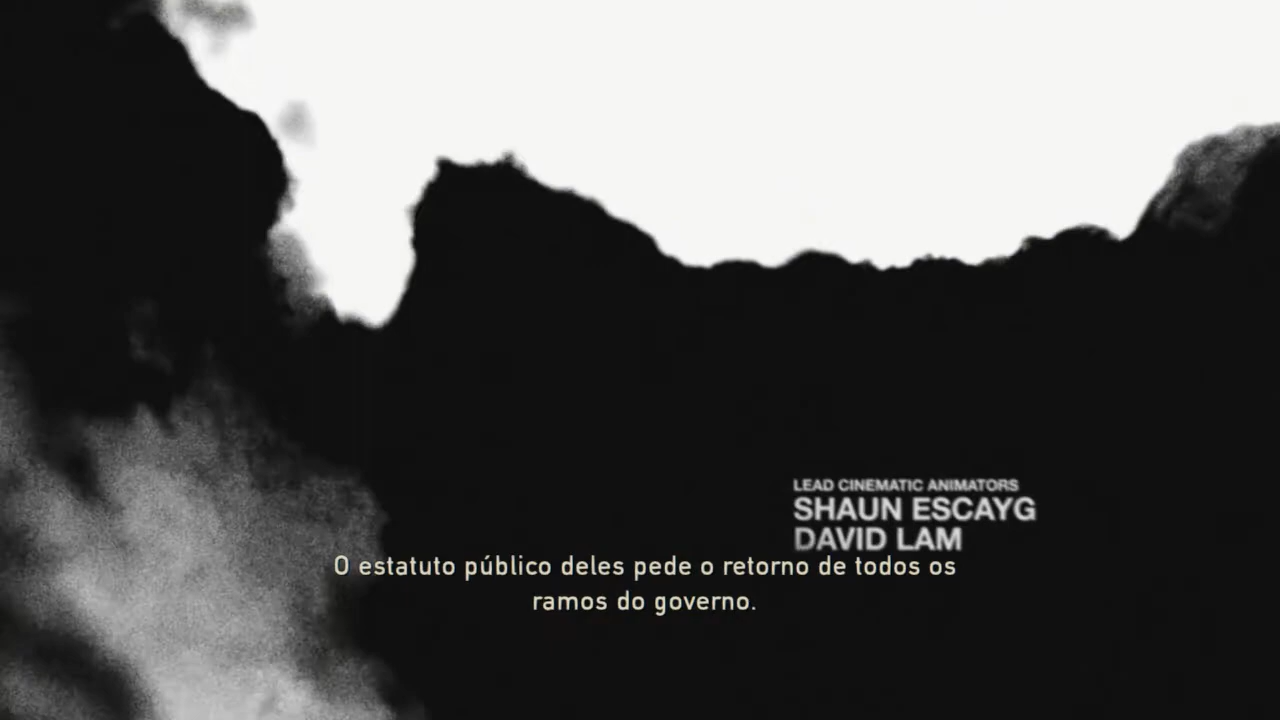 LEAD CINEMATIC ANIMATORS
SHAUN ESCAYG
DAVID LAM
O estatuto público deles pede o retorno de todos os
ramos do governo.